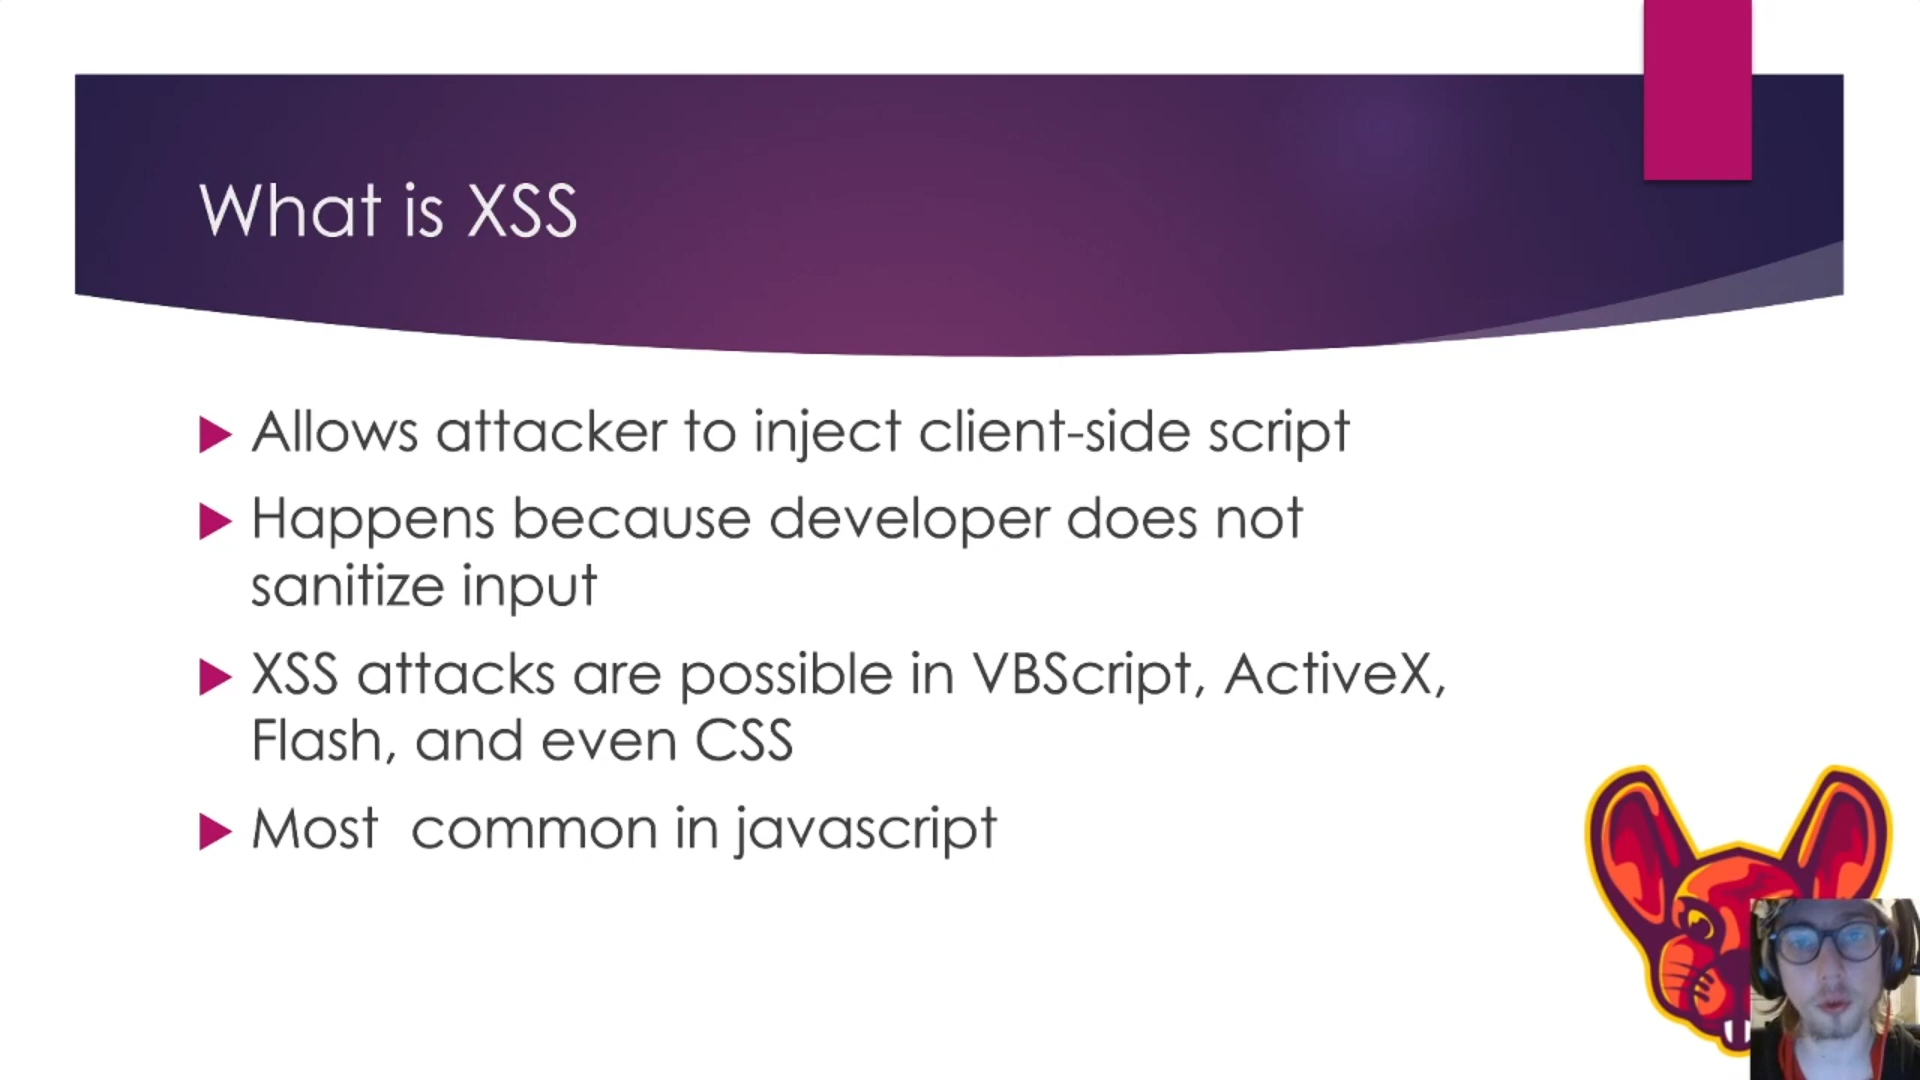 What is XSS
Allows attacker to inject client-side script
Happens because developer does not
sanitize input
XSS attacks are possible in VBScript, ActiveX,
Flash, and even CSS
Most  common in javascript